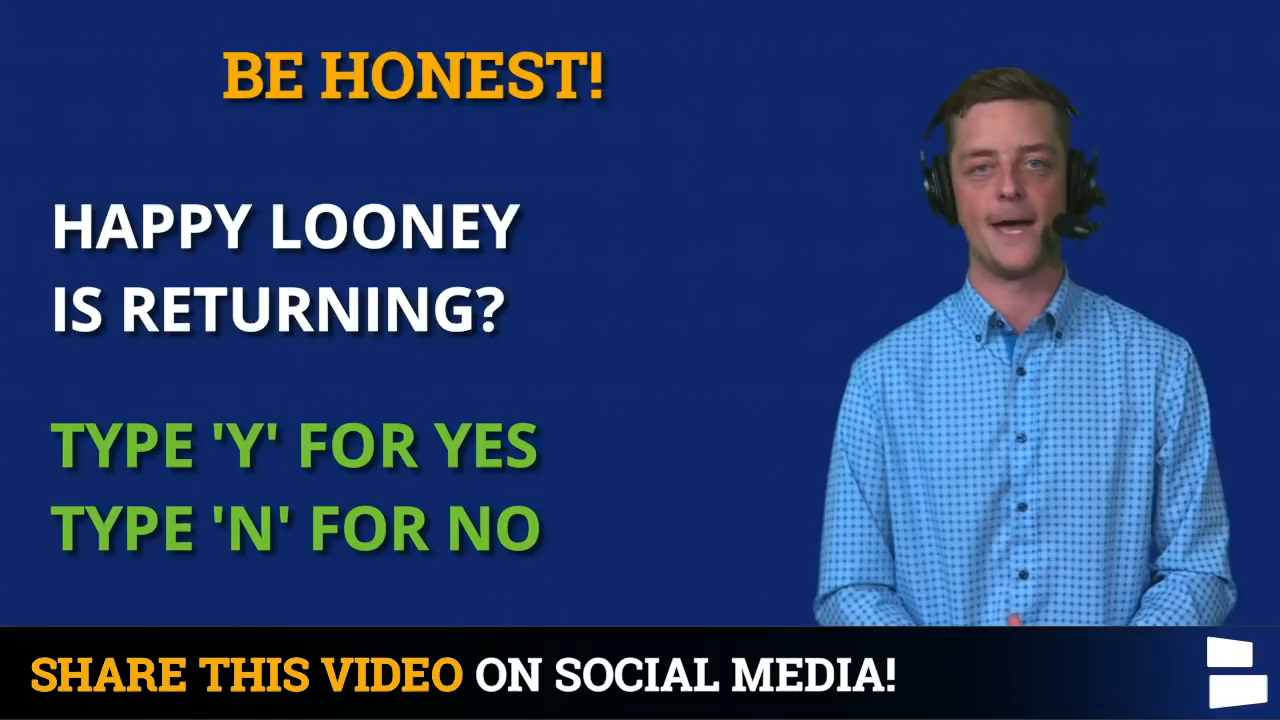 BE HONEST!
HAPPY LOONEY
IS RETURNING?
TYPE 'Y' FOR YES
TYPE 'N' FOR NO
SHARE THIS VIDEO ON SOCIAL MEDIA!